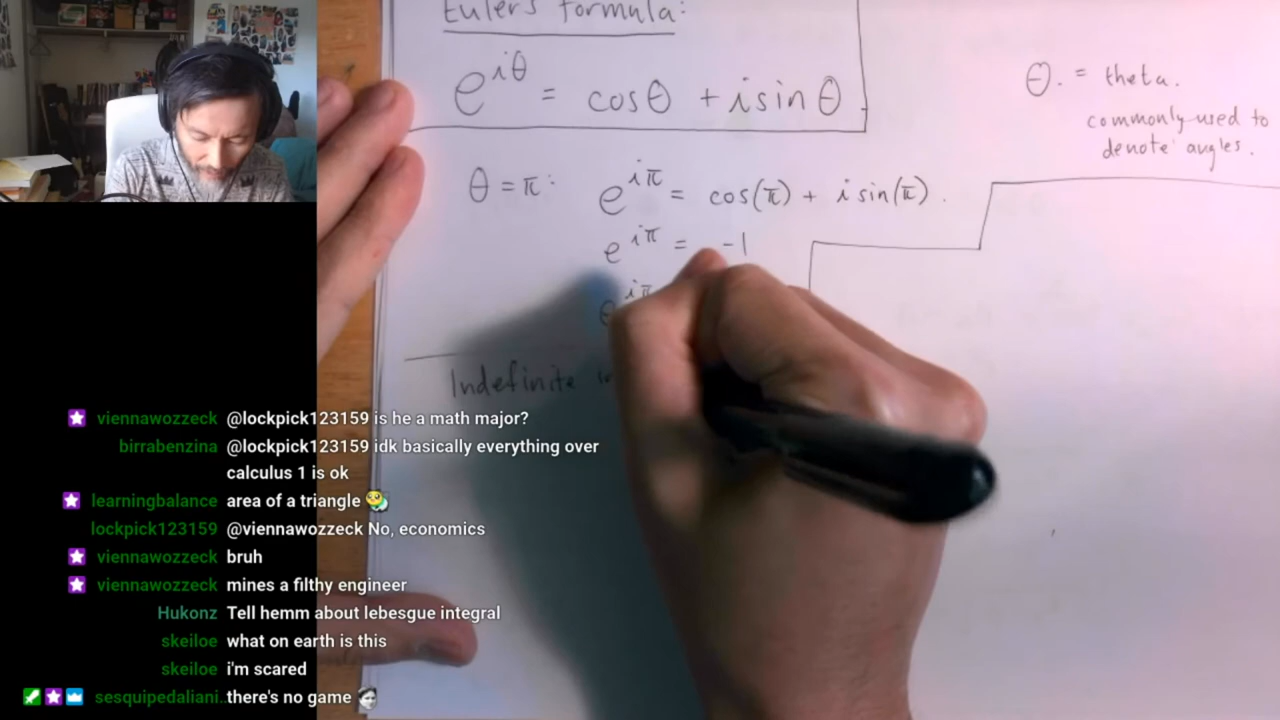 Euler's formula:
e^{iθ} = cosθ + i sin θ
θ. = theta.
commonly used to
denote angles.
θ = π: e^{iπ} = cos(π) + i sin(π).
e^{iπ} = -1
e^{iπ}
Indefinite
viennawozzeck @lockpick123159 is he a math major?
birrabenzina @lockpick123159 idk basically everything over
calculus 1 is ok
learningbalance area of a triangle
lockpick123159 @viennawozzeck No, economics
viennawozzeck bruh
viennawozzeck mines a filthy engineer
Hukonz Tell hemm about lebesgue integral
skeiloe what on earth is this
skeiloe i'm scared
sesquipedaliani.. there's no game